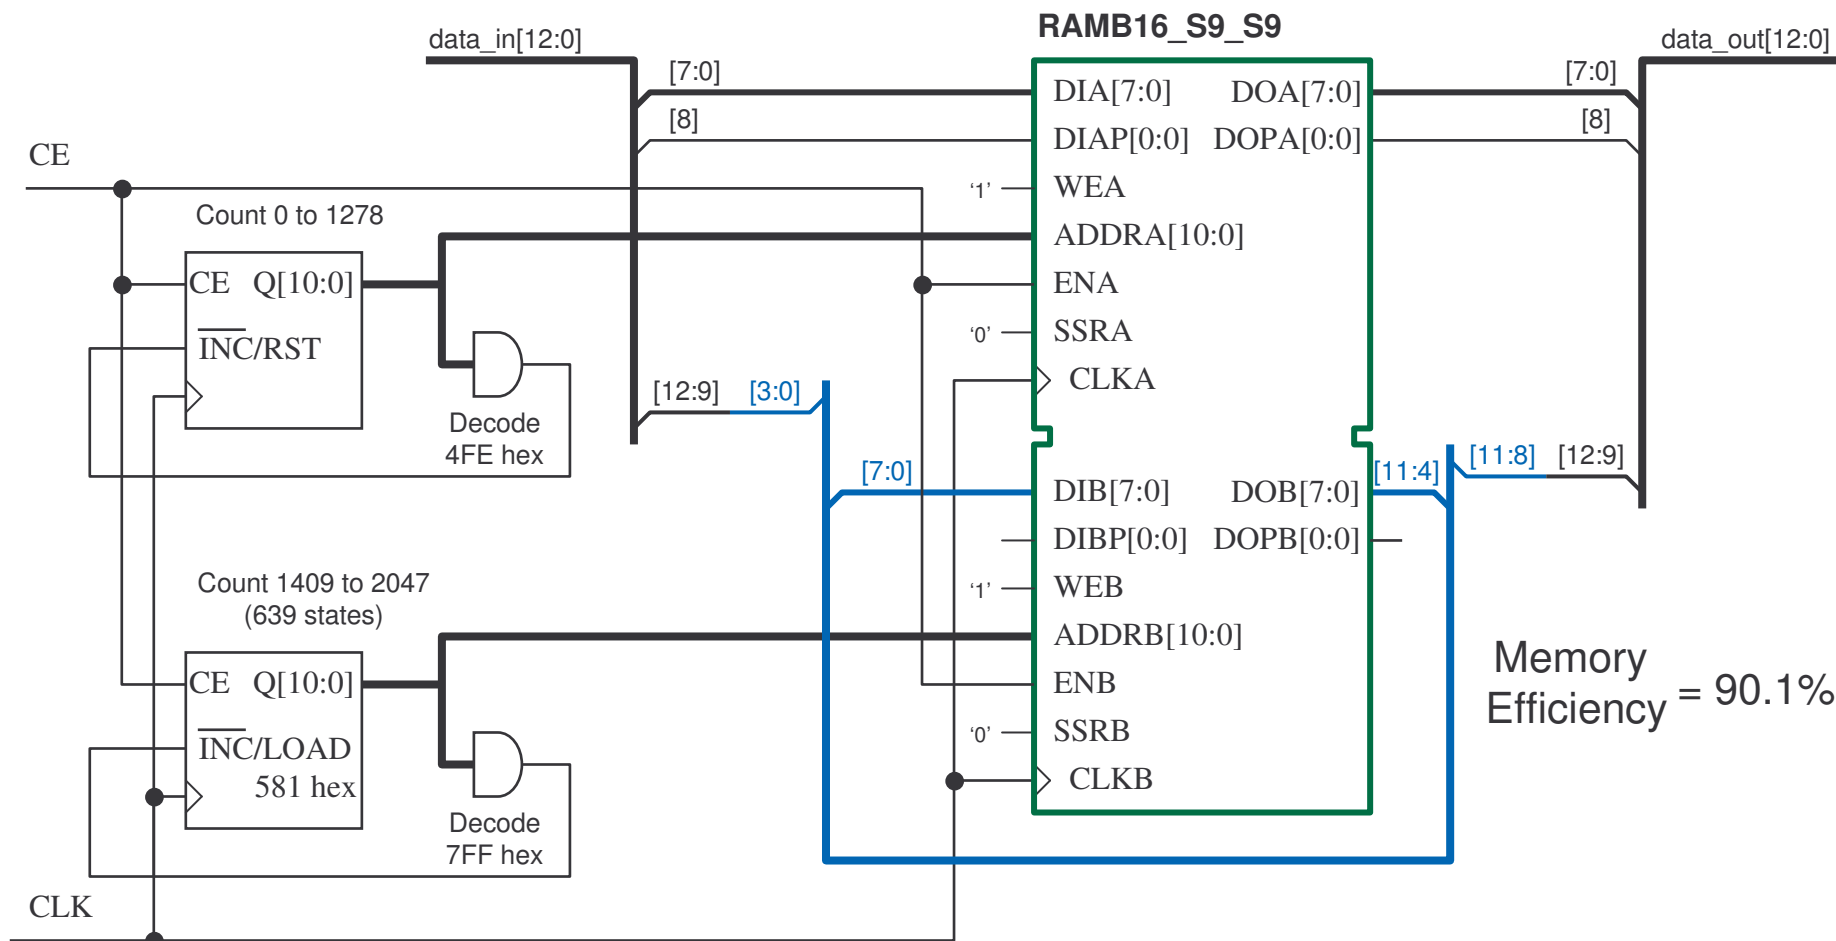 RAMB16_S9_S9
data_in[12:0]
data_out[12:0]
[7:0]
DIA[7:0]
DOA[7:0]
[7:0]
[8]
DIAP[0:0]
DOPA[0:0]
[8]
CE
‘1’
WEA
Count 0 to 1278
ADDRA[10:0]
CE
Q[10:0]
ENA
INC/RST
‘0’
SSRA
CLKA
[12:9]
[3:0]
Decode
4FE hex
[7:0]
DIB[7:0]
DOB[7:0]
[11:4]
[11:8]
[12:9]
DIBP[0:0]
DOPB[0:0]
Count 1409 to 2047
(639 states)
‘1’
WEB
ADDRB[10:0]
CE
Q[10:0]
ENB
INC/LOAD
581 hex
‘0’
SSRB
CLKB
Decode
7FF hex
Memory
Efficiency = 90.1%
CLK